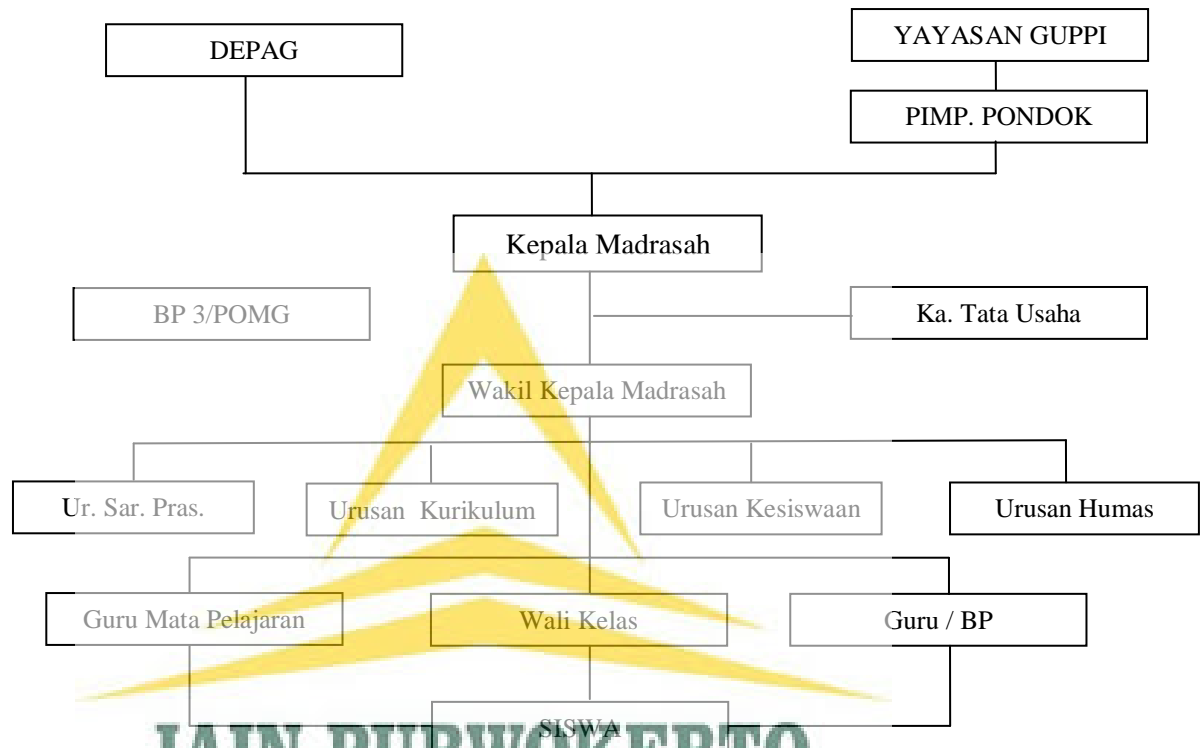 DEPAG
YAYASAN GUPPI
PIMP. PONDOK
Kepala Madrasah
BP 3/POMG
Ka. Tata Usaha
Wakil Kepala Madrasah
Ur. Sar. Pras.
Urusan Kurikulum
Urusan Kesiswaan
Urusan Humas
Guru Mata Pelajaran
Wali Kelas
Guru / BP
SISWA
IAIN PURWOKERTO